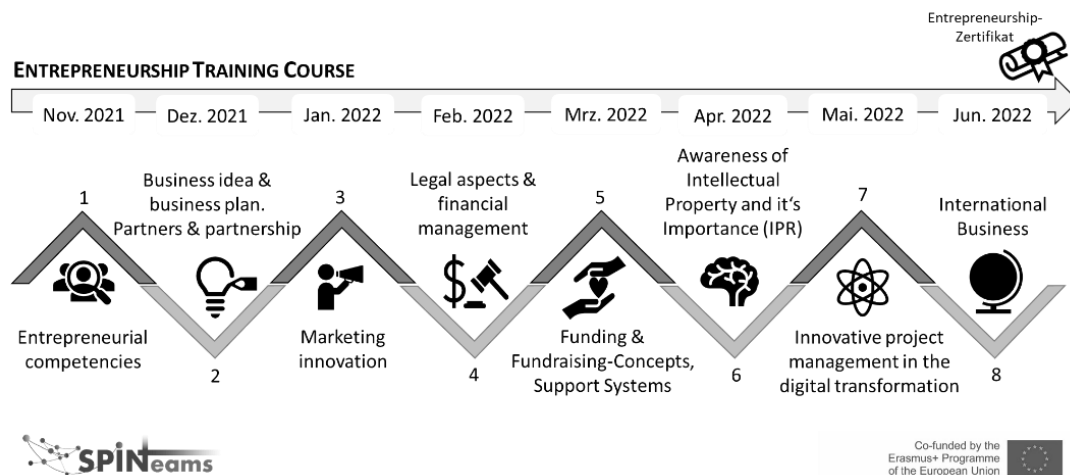 Entrepreneurship-
Zertifikat
ENTREPRENEURSHIP TRAINING COURSE
Nov. 2021
Dez. 2021
Jan. 2022
Feb. 2022
Mrz. 2022
Apr. 2022
Mai. 2022
Jun. 2022
1
Entrepreneurial
competencies
Business idea &
business plan.
Partners & partnership
2
3
Marketing
innovation
Legal aspects &
financial
management
4
5
Funding &
Fundraising-Concepts,
Support Systems
Awareness of
Intellectual
Property and it's
Importance (IPR)
6
7
Innovative project
management in the
digital transformation
International
Business
8
SPINTeams
Co-funded by the
Erasmus+ Programme
of the European Union